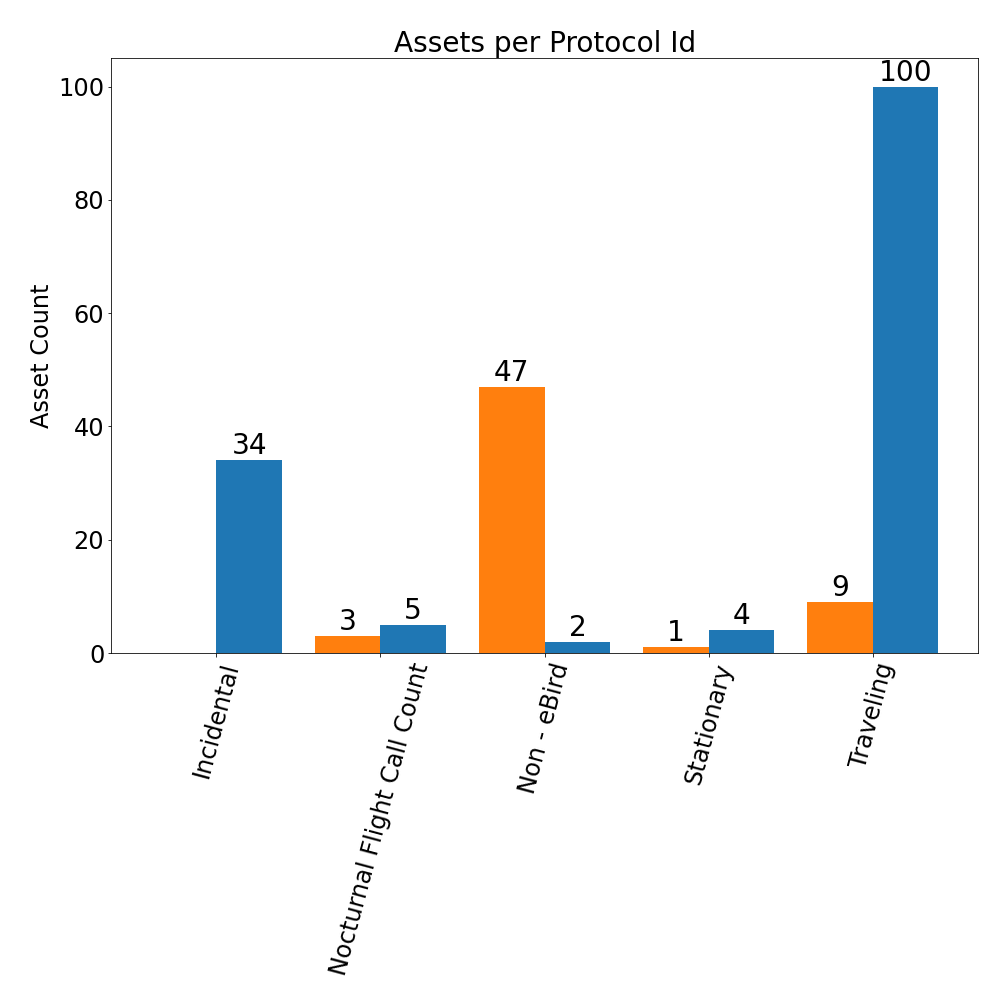 Assets per Protocol Id
Asset Count
100
80
60
40
20
0
34
3
5
47
2
1
4
9
100
Incidental
Nocturnal Flight Call Count
Non - eBird
Stationary
Traveling